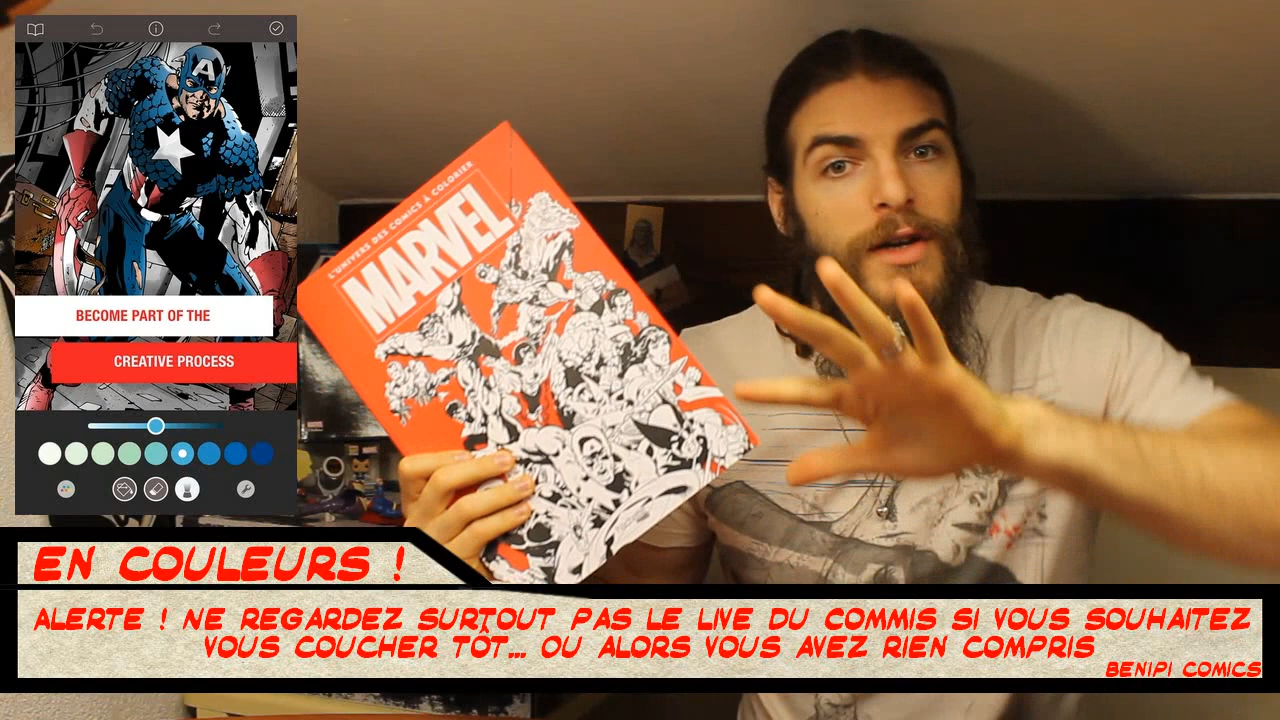 A
BECOME PART OF THE
CREATIVE PROCESS
L'UNIVERS DES COMICS À COLORIER
MARVEL
EN COULEURS !
ALERTE ! NE REGARDEZ SURTOUT PAS LE LIVE DU COMMIS SI VOUS SOUHAITEZ
VOUS COUCHER TÔT... OU ALORS VOUS AVEZ RIEN COMPRIS
BENIPI COMICS